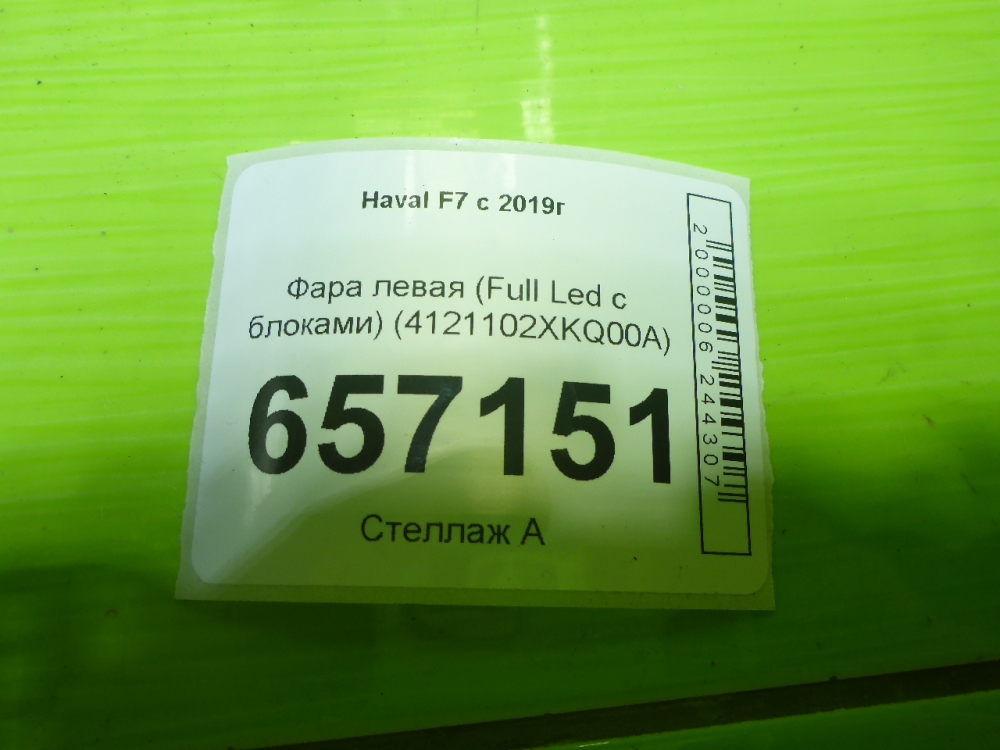 Haval F7 с 2019г
Фара левая (Full Led с
блоками) (4121102XKQ00A)
657151
Стеллаж А
2000006244307